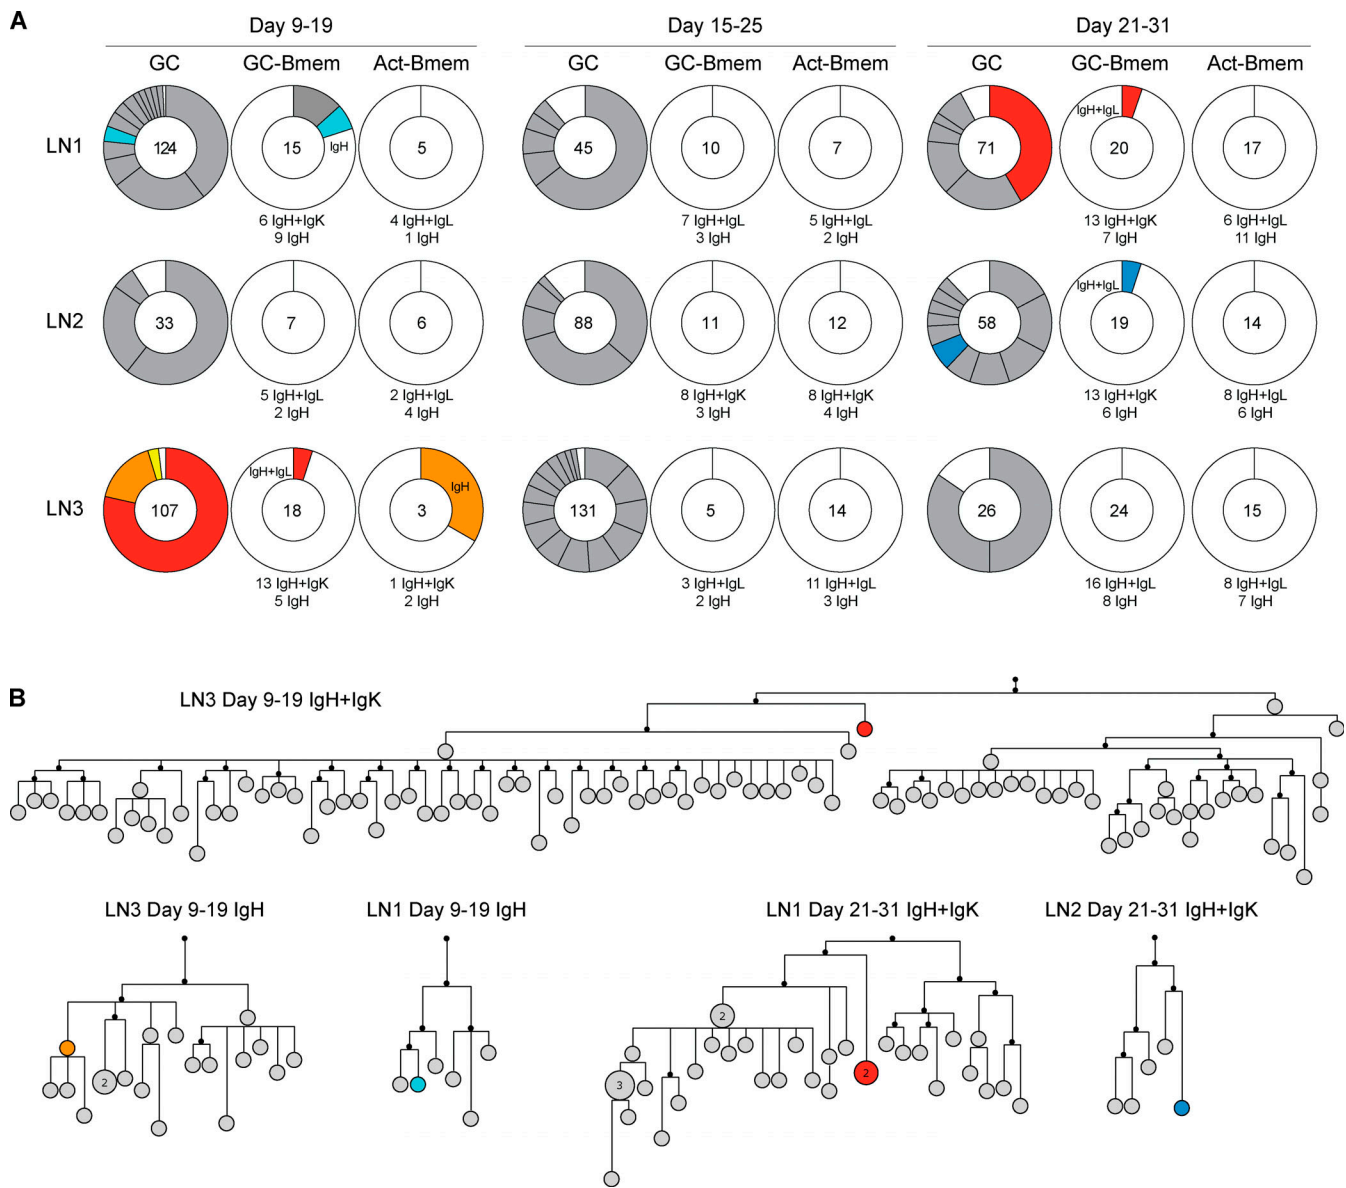 A
Day 9-19 Day 15-25 Day 21-31
GC GC-Bmem Act-Bmem GC GC-Bmem Act-Bmem GC GC-Bmem Act-Bmem
LN1 124 15 IgH 5 45 10 7 71 IgH+IgL 20 17
6 IgH+IgK 4 IgH+IgL 7 IgH+IgL 5 IgH+IgL 13 IgH+IgK 6 IgH+IgL
9 IgH 1 IgH 3 IgH 2 IgH 7 IgH 11 IgH
LN2 33 7 6 88 11 12 58 IgH+IgL 19 14
5 IgH+IgL 2 IgH+IgL 8 IgH+IgK 8 IgH+IgK 13 IgH+IgK 8 IgH+IgL
2 IgH 4 IgH 3 IgH 4 IgH 6 IgH 6 IgH
LN3 107 IgH+IgL 18 IgH 3 131 5 14 26 24 15
13 IgH+IgK 1 IgH+IgK 3 IgH+IgL 11 IgH+IgL 16 IgH+IgL 8 IgH+IgL
5 IgH 2 IgH 2 IgH 3 IgH 8 IgH 7 IgH
B
LN3 Day 9-19 IgH+IgK
LN3 Day 9-19 IgH LN1 Day 9-19 IgH LN1 Day 21-31 IgH+IgK LN2 Day 21-31 IgH+IgK
2
2
2
3